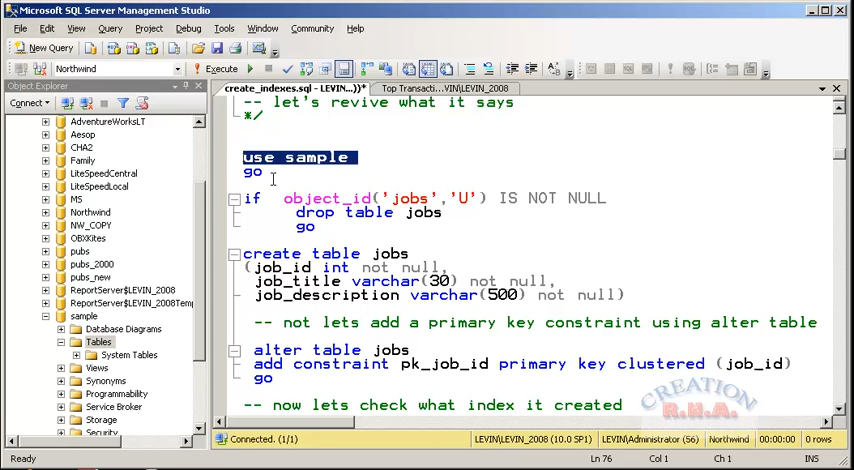 Microsoft SQL Server Management Studio
File Edit View Query Project Debug Tools Window Community Help
New Query
Northwind Execute
Object Explorer
Connect
AdventureWorksLT
Aesop
CHA2
Family
LiteSpeedCentral
LiteSpeedLocal
MS
Northwind
NW_COPY
OBXKites
pubs
pubs_2000
pubs_new
ReportServer$LEVIN_2008
ReportServer$LEVIN_2008Temp
sample
Database Diagrams
Tables
System Tables
Views
Synonyms
Programmability
Service Broker
Storage
Security
create_indexes.sql - LEVIN...))* Top Transacti...VIN\LEVIN_2008
-- let's revive what it says
*/
use sample
go
if object_id('jobs','U') IS NOT NULL
drop table jobs
go
create table jobs
(job_id int not null,
job_title varchar(30) not null,
job_description varchar(500) not null)
-- not lets add a primary key constraint using alter table
alter table jobs
add constraint pk_job_id primary key clustered (job_id)
go
-- now lets check what index it created
CREATION
R.N.A.
Connected. (1/1) LEVIN\LEVIN_2008 (10.0 SP1) LEVIN\Administrator (56) Northwind 00:00:00 0 rows
Ready Ln 76 Col 1 Ch 1 INS